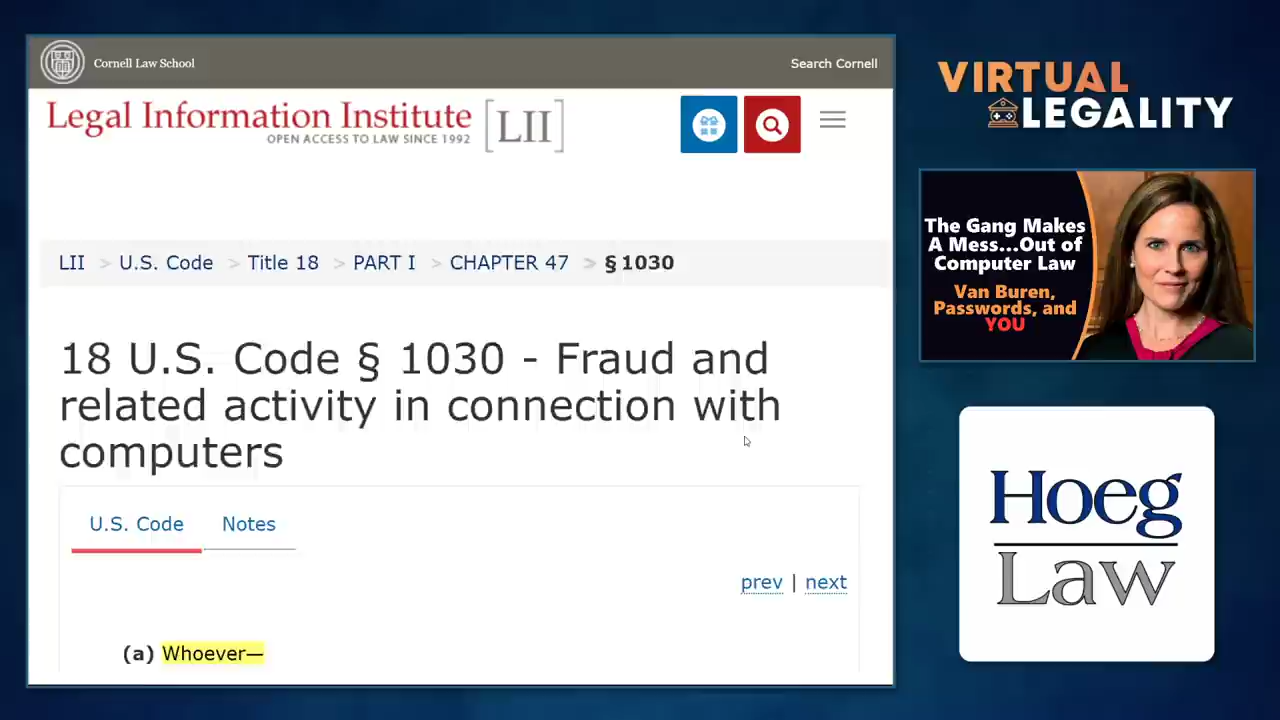 Cornell Law School
Search Cornell
Legal Information Institute [LII]
OPEN ACCESS TO LAW SINCE 1992
LII > U.S. Code > Title 18 > PART I > CHAPTER 47 > § 1030
18 U.S. Code § 1030 - Fraud and
related activity in connection with
computers
U.S. Code
Notes
prev | next
(a) Whoever—
VIRTUAL
LEGALITY
The Gang Makes
A Mess...Out of
Computer Law
Van Buren,
Passwords, and
YOU
Hoeg
Law